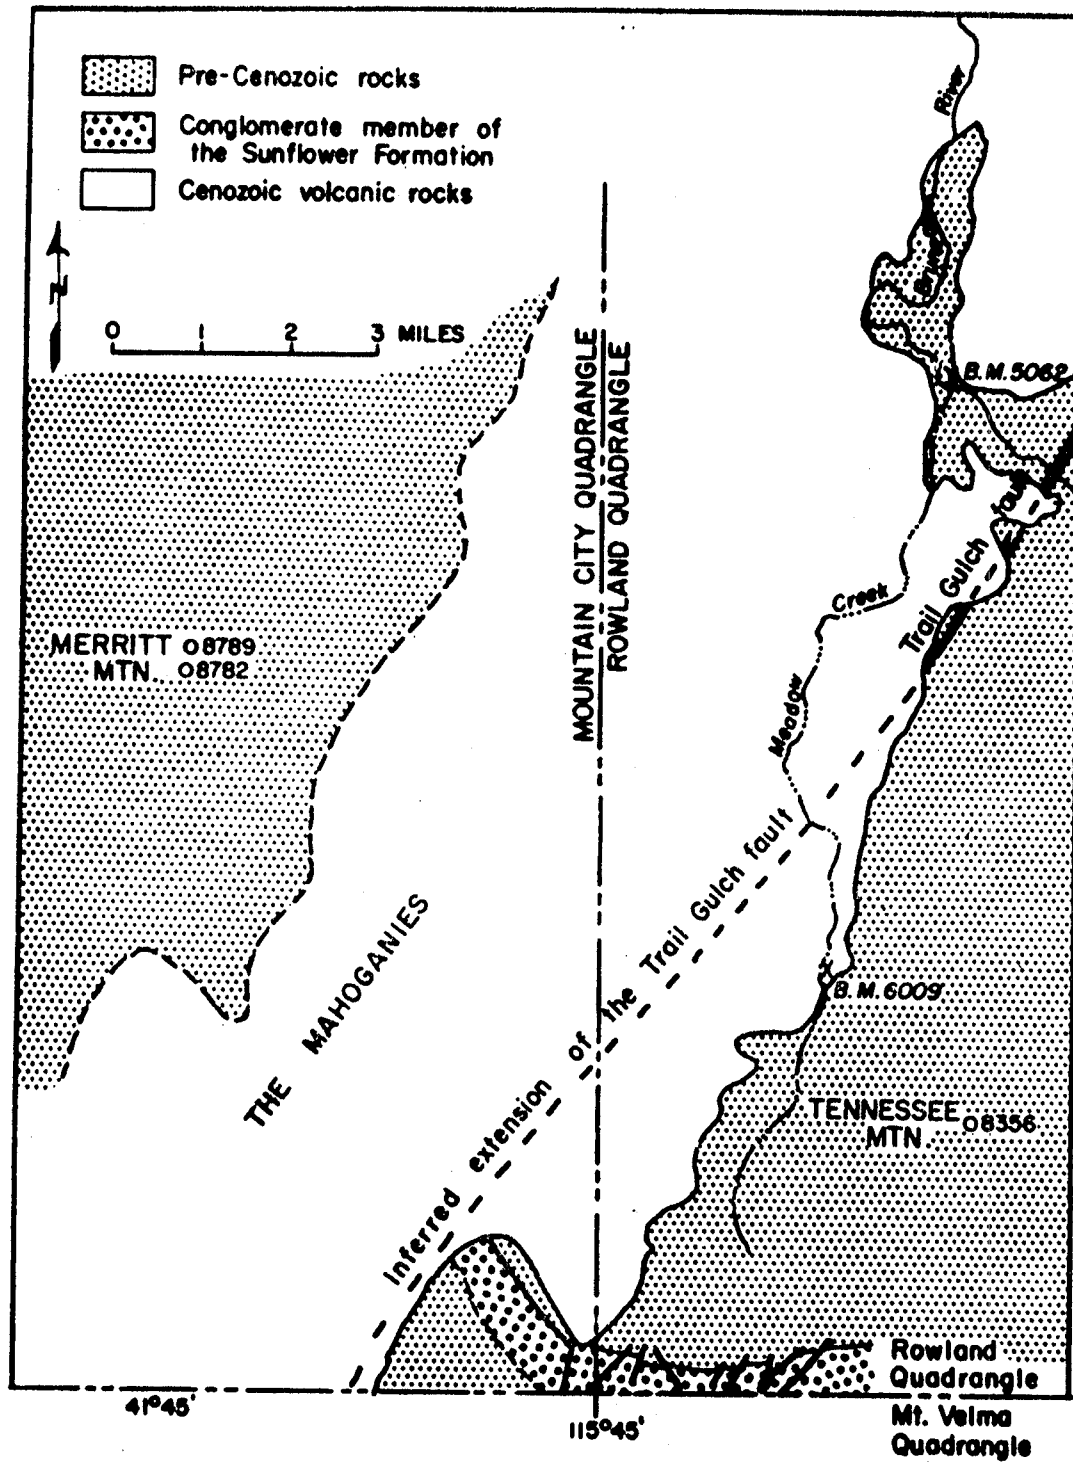 Pre-Cenozoic rocks
Conglomerate member of
the Sunflower Formation
Cenozoic volcanic rocks
N
0 1 2 3 MILES
River
Bruneau
B.M. 5062
MOUNTAIN CITY QUADRANGLE
ROWLAND QUADRANGLE
Trail Gulch fault
Creek
Meadow
MERRITT 8789
MTN. 8782
THE MAHOGANIES
Inferred extension of the Trail Gulch fault
B.M. 6009
TENNESSEE
MTN. 8356
Rowland
Quadrangle
41°45'
115°45'
Mt. Velma
Quadrangle